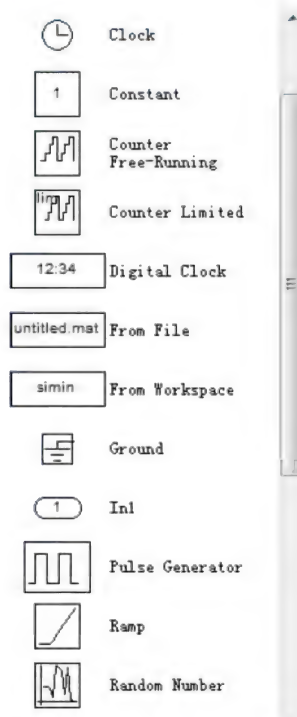 Clock
1
Constant
Counter
Free-Running
lim
Counter Limited
12:34
Digital Clock
untitled.mat
From File
simin
From Workspace
Ground
1
In1
Pulse Generator
Ramp
Random Number